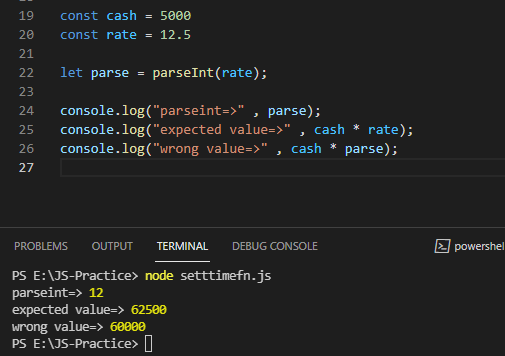 19 const cash = 5000
20 const rate = 12.5
21
22 let parse = parseInt(rate);
23
24 console.log("parseint=>" , parse);
25 console.log("expected value=>" , cash * rate);
26 console.log("wrong value=>" , cash * parse);
27
PROBLEMS OUTPUT TERMINAL DEBUG CONSOLE powershel
PS E:\JS-Practice> node setttimefn.js
parseint=> 12
expected value=> 62500
wrong value=> 60000
PS E:\JS-Practice>